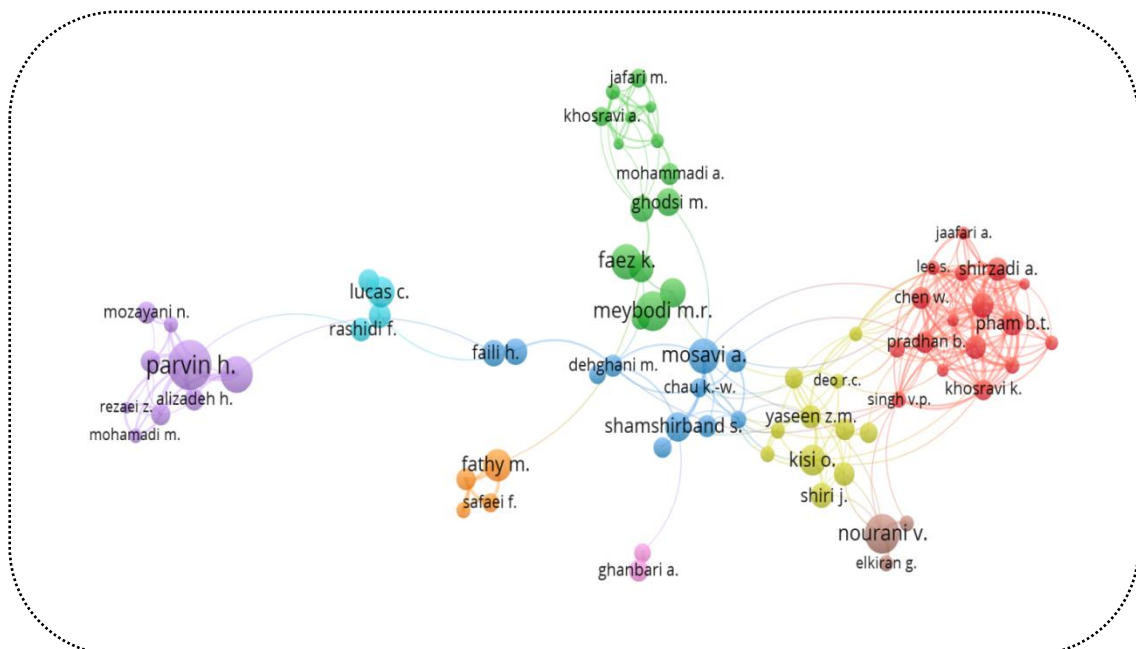 jafari m.
khosravi a.
mohammadi a.
ghodsi m.
jaafari a.
lee s.
shirzadi a.
faez k.
lucas c.
chen w.
mozayani n.
meybodi m.r.
pham b.t.
rashidi f.
pradhan b.
faili h.
mosavi a.
parvin h.
dehghani m.
deo r.c.
chau k.-w.
khosravi k.
alizadeh h.
singh v.p.
rezaei z.
yaseen z.m.
shamshirband s.
mohamadi m.
kisi o.
fathy m.
shiri j.
safaei f.
nourani v.
elkiran g.
ghanbari a.